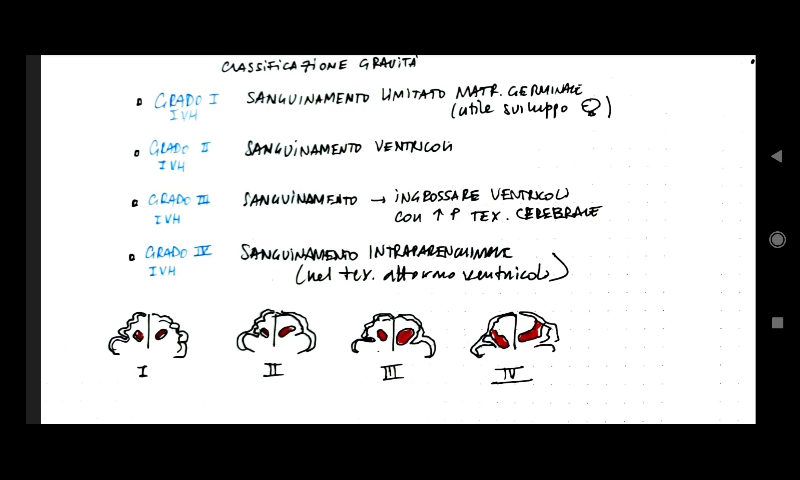 CLASSIFICAZIONE GRAVITÀ
GRADO I SANGUINAMENTO LIMITATO MATR. GERMINALE
IVH (utile sviluppo )
GRADO II SANGUINAMENTO VENTRICOLI
IVH
GRADO III SANGUINAMENTO → INGROSSARE VENTRICOLI
IVH CON ↑ P TEX. CEREBRALE
GRADO IV SANGUINAMENTO INTRAPARENCHIMALE
IVH (nel tex. attorno ventricolo)
I II III IV